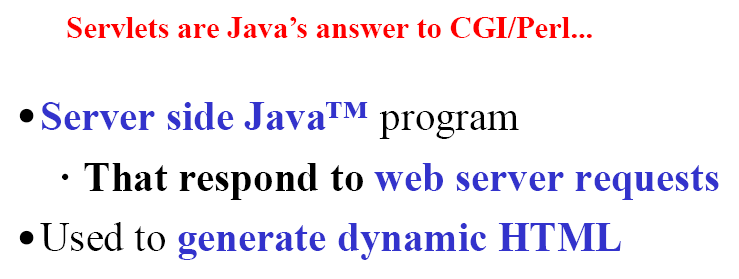 Servlets are Java’s answer to CGI/Perl...
•Server side Java™ program
· That respond to web server requests
•Used to generate dynamic HTML